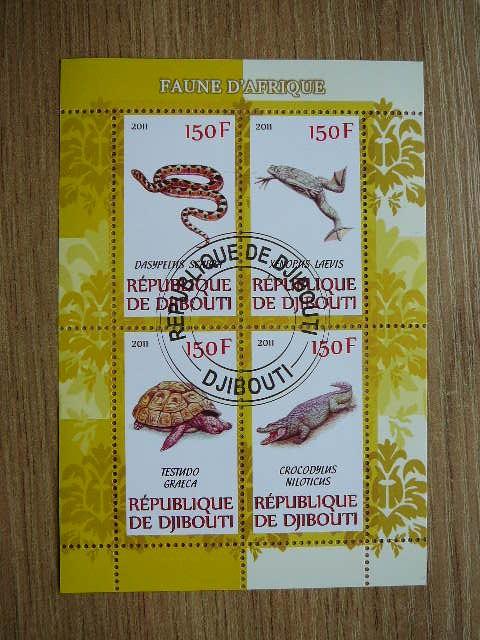 FAUNE D'AFRIQUE
2011 150F
DASYPELTIS
RÉPUBLIQUE
DE DJIBOUTI
2011 150F
XENOPUS LAEVIS
RÉPUBLIQUE
DE DJIBOUTI
RÉPUBLIQUE DE DJIBOUTI
DJIBOUTI
2011 150F
TESTUDO
GRAECA
RÉPUBLIQUE
DE DJIBOUTI
2011 150F
CROCODYLUS
NILOTICUS
RÉPUBLIQUE
DE DJIBOUTI